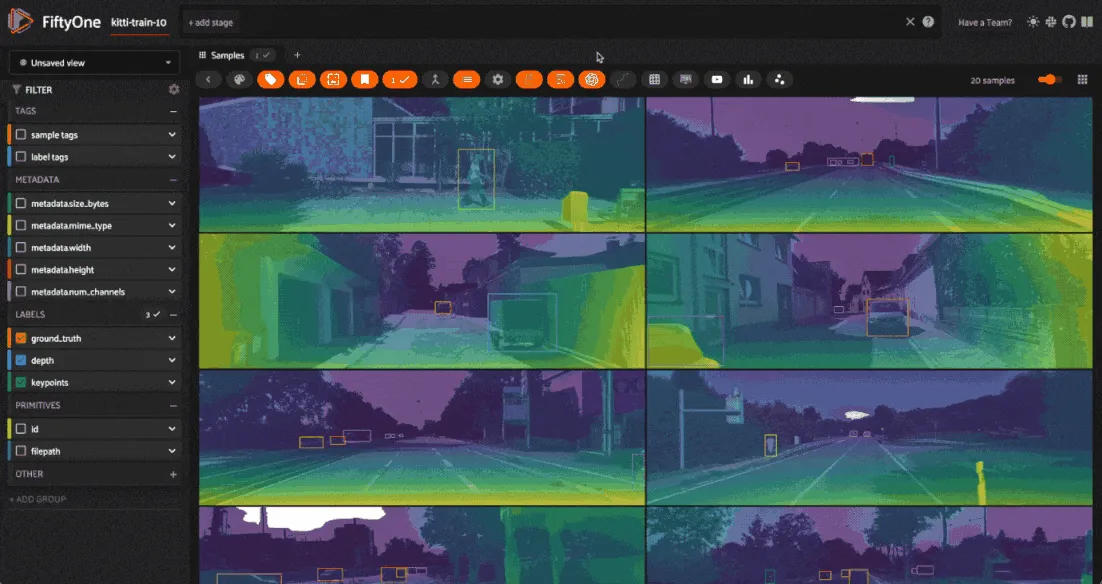 FiftyOne kitti-train-10
+ add stage
Have a Team?
Unsaved view
Samples 1
+
FILTER
1
20 samples
TAGS
sample tags
label tags
METADATA
metadata.size_bytes
metadata.mime_type
metadata.width
metadata.height
metadata.num_channels
LABELS 3
ground_truth
depth
keypoints
PRIMITIVES
id
filepath
OTHER
+ ADD GROUP